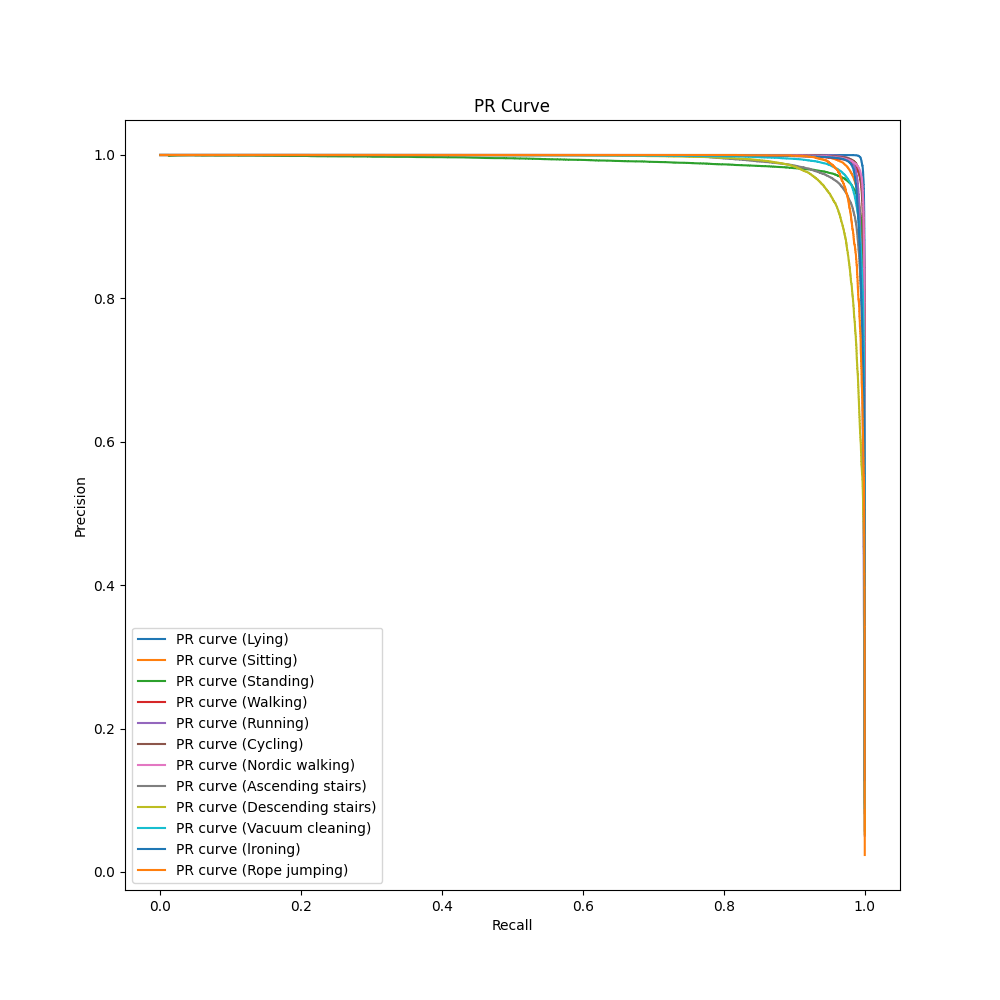 PR Curve
1.0
0.8
0.6
0.4
0.2
0.0
Precision
PR curve (Lying)
PR curve (Sitting)
PR curve (Standing)
PR curve (Walking)
PR curve (Running)
PR curve (Cycling)
PR curve (Nordic walking)
PR curve (Ascending stairs)
PR curve (Descending stairs)
PR curve (Vacuum cleaning)
PR curve (lroning)
PR curve (Rope jumping)
0.0 0.2 0.4 0.6 0.8 1.0
Recall